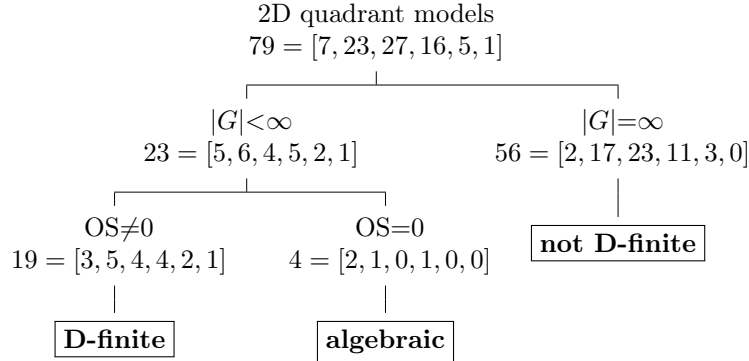 2D quadrant models
79 = [7, 23, 27, 16, 5, 1]
|G|<∞
|G|=∞
23 = [5, 6, 4, 5, 2, 1]
56 = [2, 17, 23, 11, 3, 0]
OS≠0
OS=0
19 = [3, 5, 4, 4, 2, 1]
4 = [2, 1, 0, 1, 0, 0]
not D-finite
D-finite
algebraic